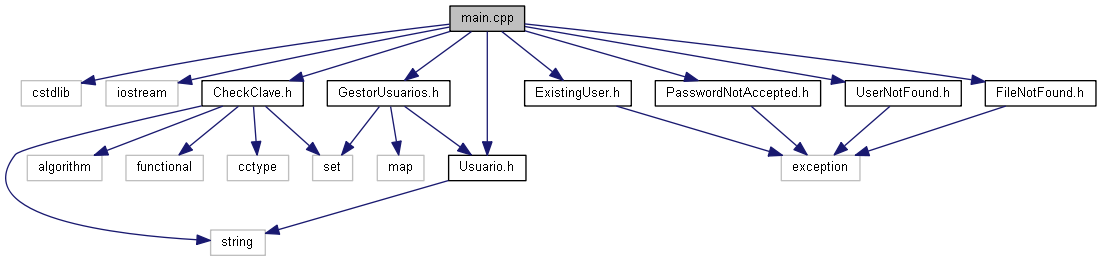 main.cpp
cstdlib
iostream
CheckClave.h
GestorUsuarios.h
ExistingUser.h
PasswordNotAccepted.h
UserNotFound.h
FileNotFound.h
algorithm
functional
cctype
set
map
Usuario.h
exception
string